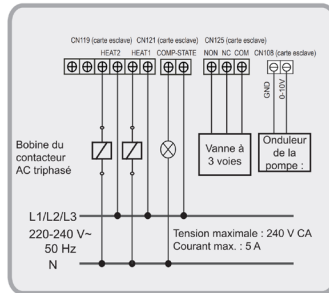 CN119 (carte esclave) CN121 (carte esclave) CN125 (carte esclave)
HEAT2 HEAT1 COMP-STATE NON NC COM CN108 (carte esclave)
GND
0-10V
Bobine du
contacteur
AC triphasé
Vanne à
3 voies
Onduleur
de la
pompe :
L1/L2/L3
220-240 V~
50 Hz
N
Tension maximale : 240 V CA
Courant max. : 5 A